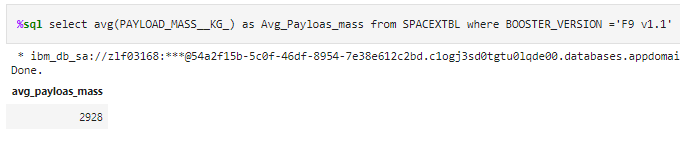 %sql select avg(PAYLOAD_MASS__KG_) as Avg_Payloas_mass from SPACEXTBL where BOOSTER_VERSION ='F9 v1.1'
* ibm_db_sa://zlf03168:***@54a2f15b-5c0f-46df-8954-7e38e612c2bd.c1ogj3sd0tgtu0lqde00.databases.appdomai
Done.
avg_payloas_mass
2928